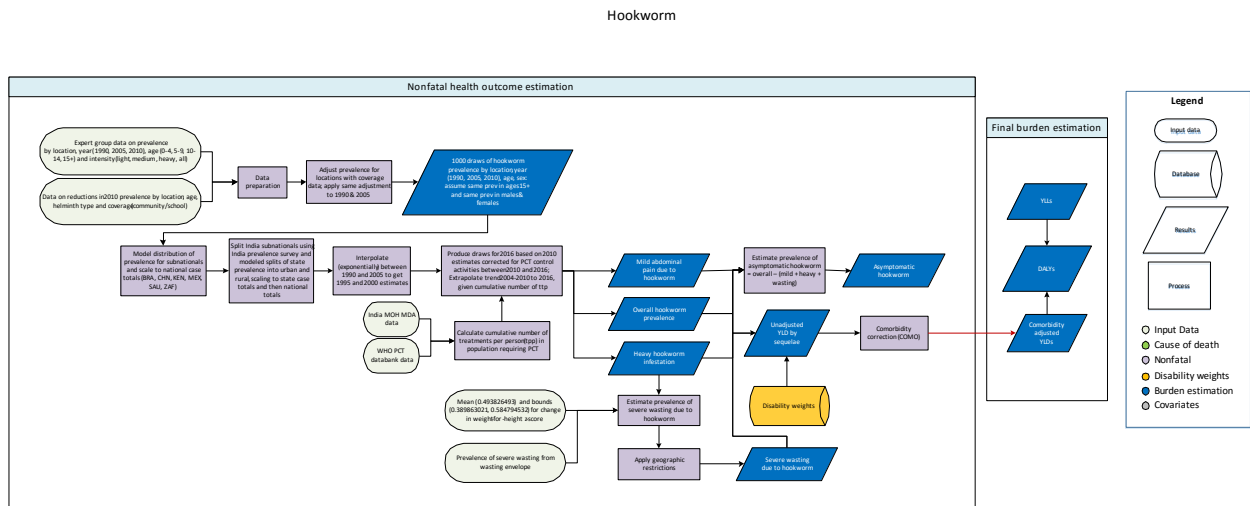 Hookworm
Nonfatal health outcome estimation
Expert group data on prevalence
by location, year(1990, 2005, 2010), age (0-4, 5-9, 10-
14, 15+) and intensity(light, medium, heavy, all)
Data on reductions in2010 prevalence by location, age,
helminth type and coverage(community/school)
Data
preparation
Adjust prevalence for
locations with coverage
data; apply same adjustment
to 1990 & 2005
1000 draws of hookworm
prevalence by location,year
(1990, 2005, 2010), age, sex:
assume same prev in ages15+
and same prev in males&
females
Model distribution of
prevalence for subnationals
and scale to national case
totals (BRA, CHN, KEN, MEX,
SAU, ZAF)
Split India subnationals using
India prevalence survey and
modeled splits of state
prevalence into urban and
rural,scaling to state case
totals and then national
totals
Interpolate
(exponentially) between
1990 and 2005 to get
1995 and 2000 estimates
Produce draws for2016 based on 2010
estimates corrected for PCT control
activities between2010 and 2016;
Extrapolate trend2004-2010 to 2016,
given cumulative number of ttp
India MOH MDA
data
WHO PCT
databank data
Calculate cumulative number of
treatments per person(tpp) in
population requiring PCT
Mild abdominal
pain due to
hookworm
Overall hookworm
prevalence
Heavy hookworm
infestation
Estimate prevalence of
asymptomatichookworm
= overall – (mild + heavy +
wasting)
Asymptomatic
hookworm
Unadjusted
YLD by
sequelae
Comorbidity
correction(COMO)
Disability weights
Mean (0.493826493) and bounds
(0.389863021, 0.584794532) for change
in weight-for-height zscore
Prevalence of severe wasting from
wasting envelope
Estimate prevalence of
severe wasting due to
hookworm
Apply geographic
restrictions
Severe wasting
due to hookworm
Final burden estimation
YLLs
DALYs
Comorbidity
adjusted
YLDs
Legend
Input data
Database
Results
Process
Input Data
Cause of death
Nonfatal
Disability weights
Burden estimation
Covariates